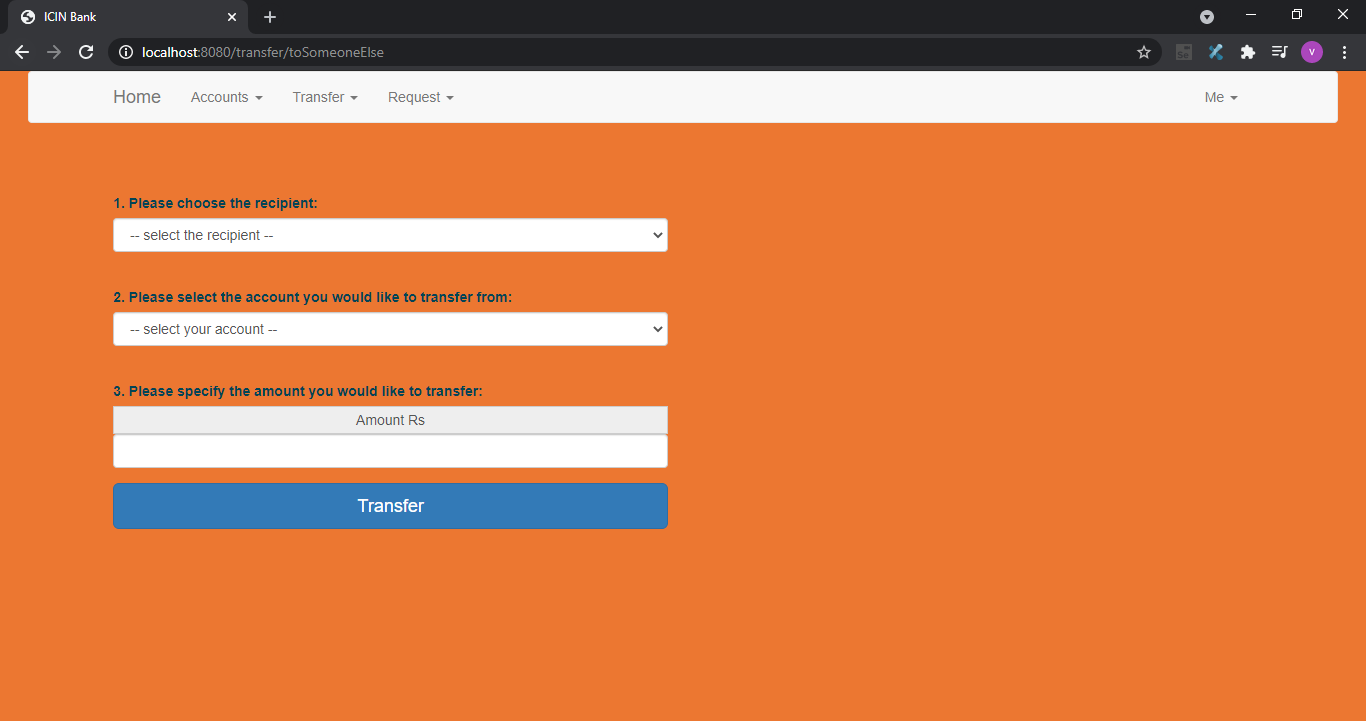 ICIN Bank
localhost:8080/transfer/toSomeoneElse
V
Home Accounts Transfer Request Me
1. Please choose the recipient:
-- select the recipient --
2. Please select the account you would like to transfer from:
-- select your account --
3. Please specify the amount you would like to transfer:
Amount Rs
Transfer